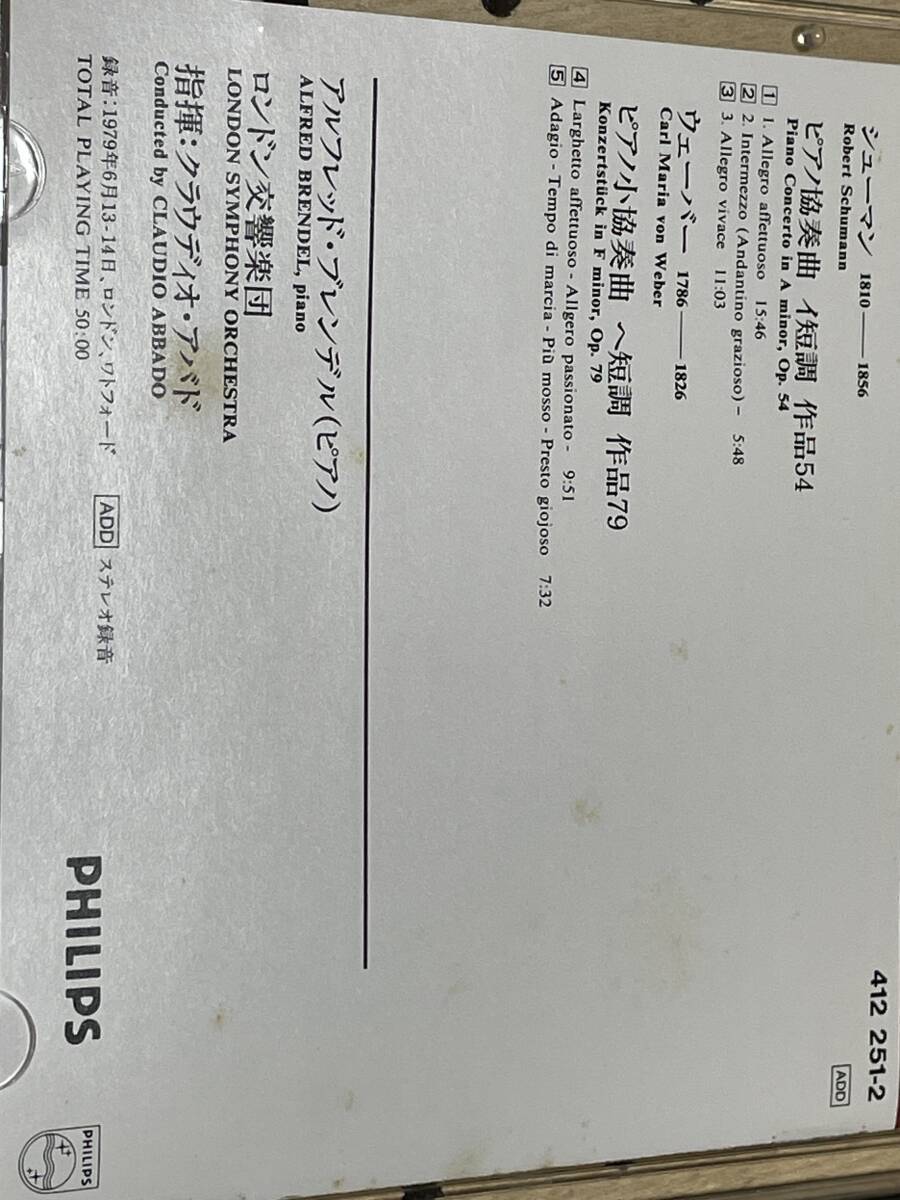 412 251-2
ADD
シューマン 1810——1856
Robert Schumann
ピアノ協奏曲 イ短調 作品54
Piano Concerto in A minor, Op. 54
1 1. Allegro affettuoso 15:46
2 2. Intermezzo (Andantino grazioso) – 5:48
3 3. Allegro vivace 11:03
ウェーバー 1786——1826
Carl Maria von Weber
ピアノ小協奏曲 ヘ短調 作品79
Konzertstück in F minor, Op. 79
4 Larghetto affettuoso - Allgero passionato - 9:51
5 Adagio - Tempo di marcia - Più mosso - Presto giojoso 7:32
アルフレッド・ブレンデル(ピアノ)
ALFRED BRENDEL, piano
ロンドン交響楽団
LONDON SYMPHONY ORCHESTRA
指揮:クラウディオ・アバド
Conducted by CLAUDIO ABBADO
録音:1979年6月13-14日、ロンドン、ワトフォード ADD ステレオ録音
TOTAL PLAYING TIME 50:00
PHILIPS
PHILIPS